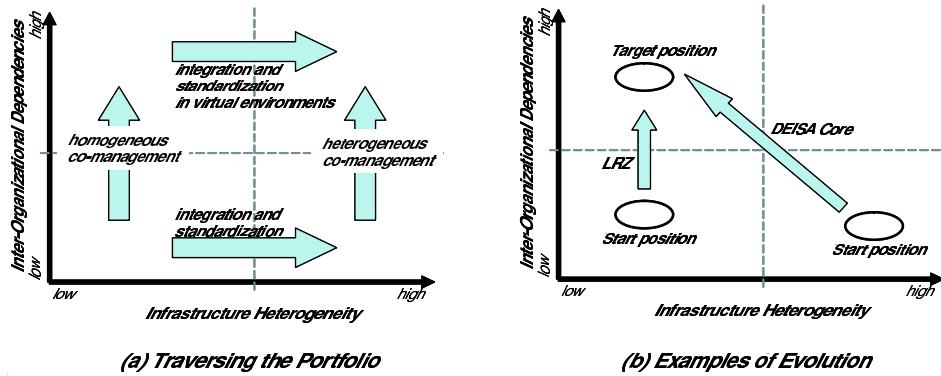 high
Inter-Organizational Dependencies
low
integration and
standardization
in virtual environments
homogeneous
co-management
heterogeneous
co-management
integration and
standardization
low
high
Infrastructure Heterogeneity
(a) Traversing the Portfolio
high
Inter-Organizational Dependencies
low
Target position
DEISA Core
LRZ
Start position
Start position
low
high
Infrastructure Heterogeneity
(b) Examples of Evolution